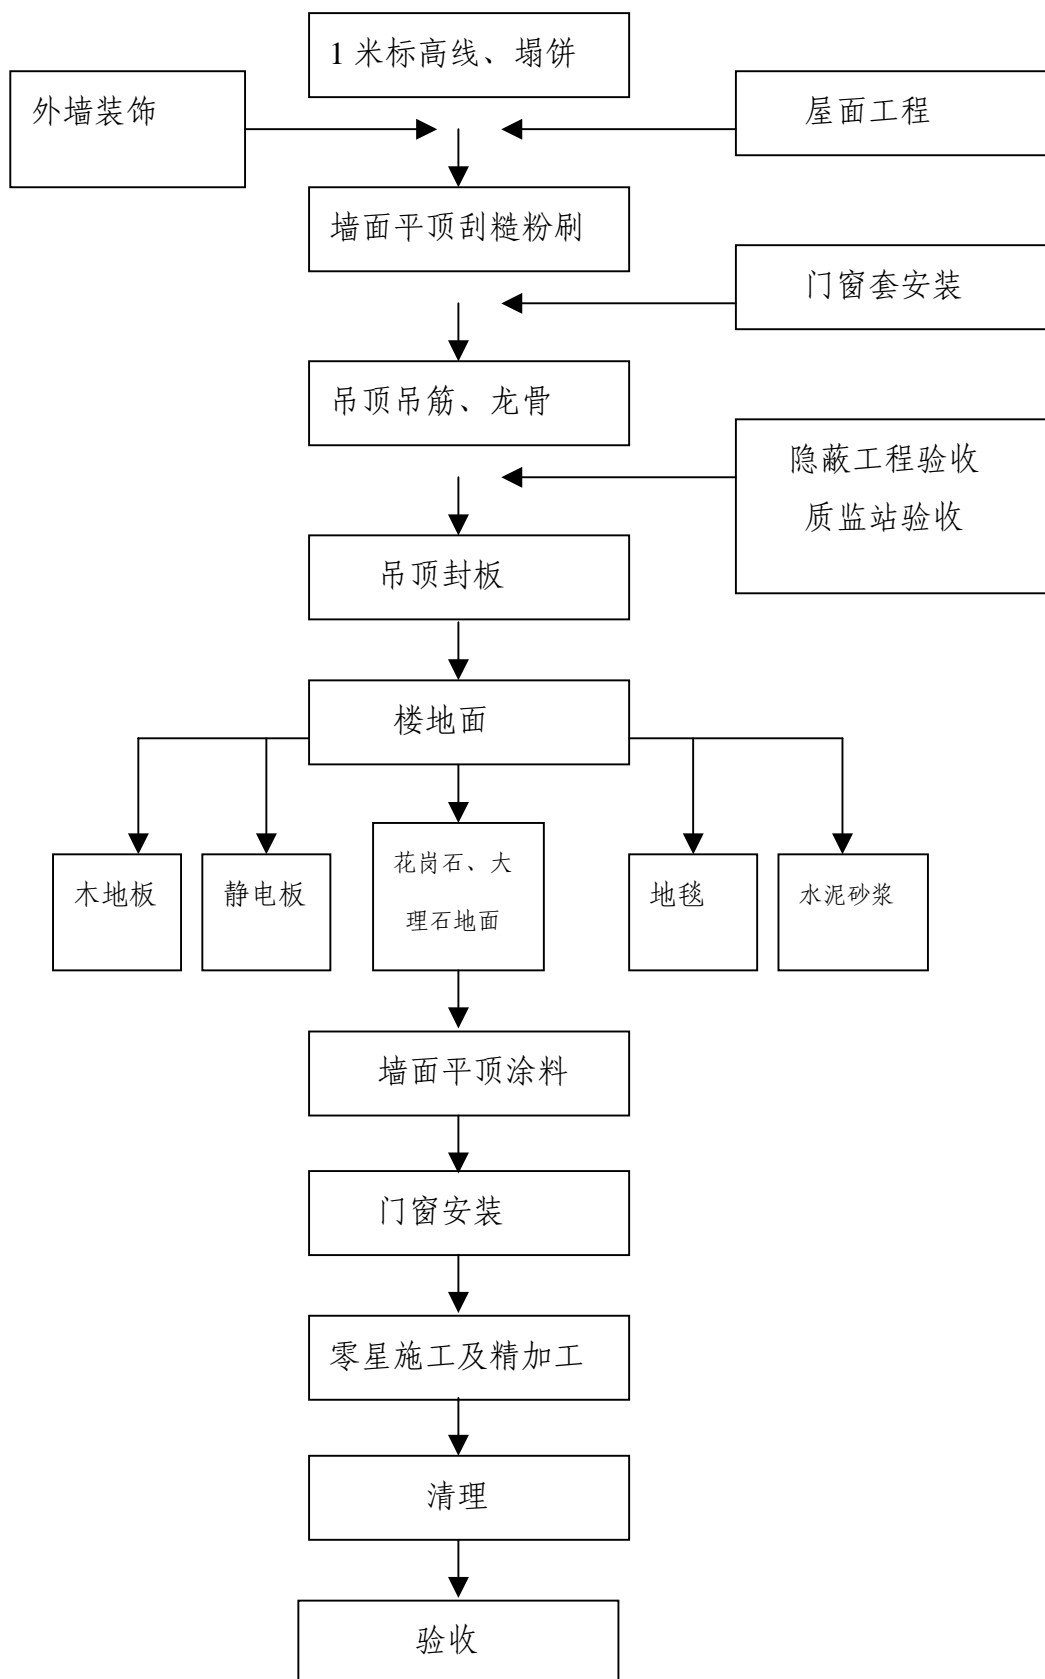 1 米标高线、塌饼
外墙装饰
屋面工程
墙面平顶刮糙粉刷
门窗套安装
吊顶吊筋、龙骨
隐蔽工程验收
质监站验收
吊顶封板
楼地面
木地板
静电板
花岗石、大
理石地面
地毯
水泥砂浆
墙面平顶涂料
门窗安装
零星施工及精加工
清理
验收